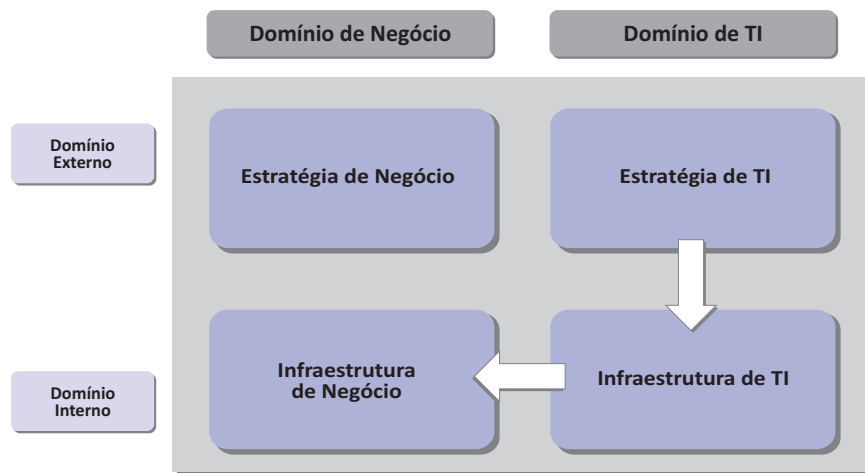 Domínio de Negócio
Domínio de TI
Domínio
Externo
Estratégia de Negócio
Estratégia de TI
Domínio
Interno
Infraestrutura
de Negócio
Infraestrutura de TI